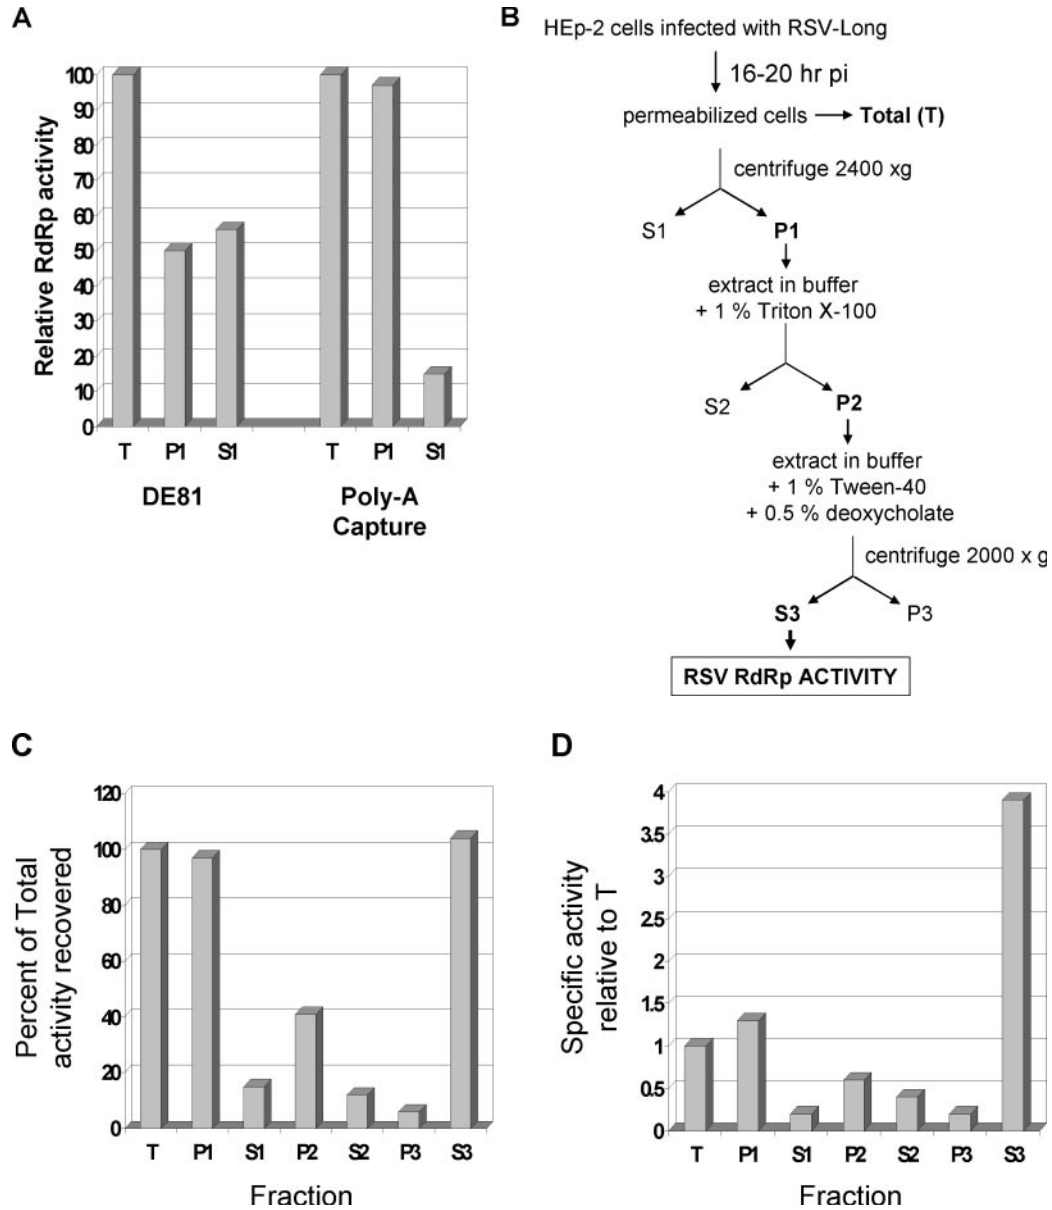 A
Relative RdRp activity
100
90
80
70
60
50
40
30
20
10
0
T P1 S1 T P1 S1
DE81 Poly-A
Capture
B
HEp-2 cells infected with RSV-Long
16-20 hr pi
permeabilized cells Total (T)
centrifuge 2400 xg
S1 P1
extract in buffer
+ 1 % Triton X-100
S2 P2
extract in buffer
+ 1 % Tween-40
+ 0.5 % deoxycholate
centrifuge 2000 x g
S3 P3
RSV RdRp ACTIVITY
C
Percent of Total
activity recovered
120
100
80
60
40
20
0
T P1 S1 P2 S2 P3 S3
Fraction
D
Specific activity
relative to T
4
3.5
3
2.5
2
1.5
1
0.5
0
T P1 S1 P2 S2 P3 S3
Fraction